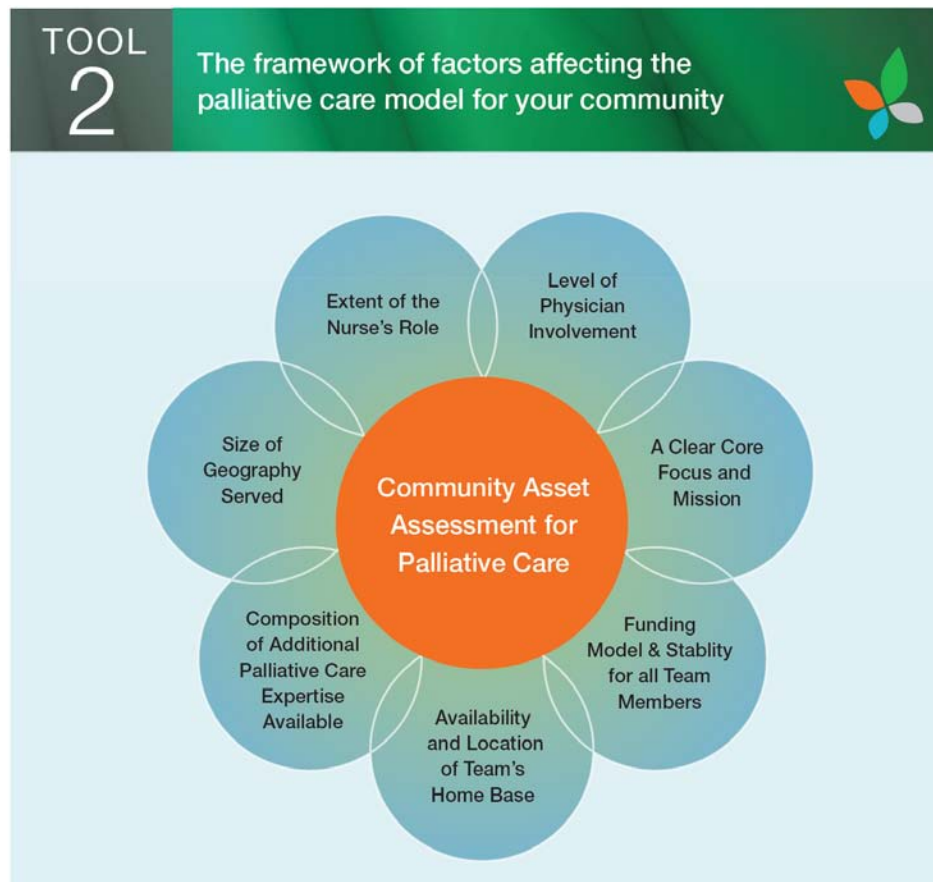 TOOL
2
The framework of factors affecting the
palliative care model for your community
Extent of the
Nurse's Role
Level of
Physician
Involvement
Size of
Geography
Served
A Clear Core
Focus and
Mission
Community Asset
Assessment for
Palliative Care
Composition
of Additional
Palliative Care
Expertise
Available
Funding
Model & Stablity
for all Team
Members
Availability
and Location
of Team's
Home Base